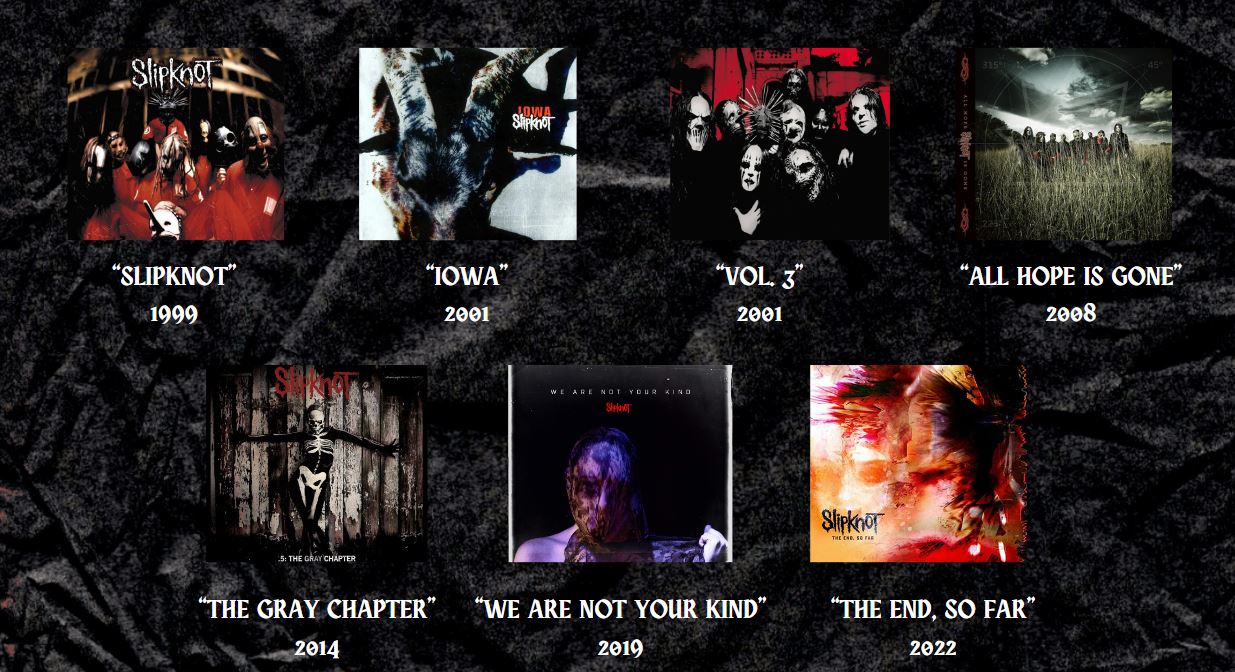 SLIPKNOT
IOWA
SLIPKNOT
315°
45°
ALL HOPE IS GONE
"SLIPKNOT"
"IOWA"
"VOL. 3"
"ALL HOPE IS GONE"
1999
2001
2001
2008
SLIPKNOT
WE ARE NOT YOUR KIND
SLIPKNOT
SLIPKNOT
THE END, SO FAR
.5: THE GRAY CHAPTER
"THE GRAY CHAPTER"
"WE ARE NOT YOUR KIND"
"THE END, SO FAR"
2014
2019
2022